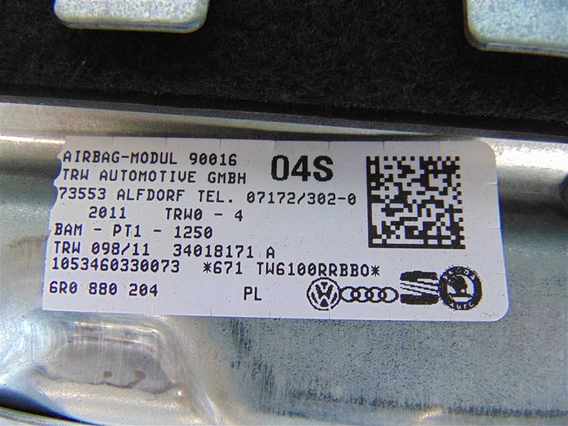 AIRBAG-MODUL 90016 04S
TRW AUTOMOTIVE GMBH
73553 ALFDORF TEL. 07172/302-0
2011 TRW0 - 4
BAM - PT1 - 1250
TRW 098/11 34018171 A
1053460330073 *671 TW6100RRBBO*
6R0 880 204 PL